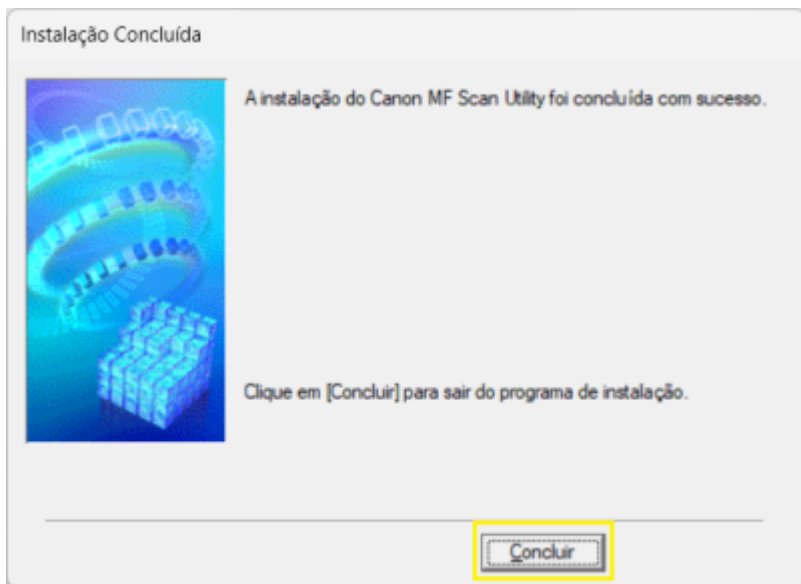 Instalação Concluída
A instalação do Canon MF Scan Utility foi concluída com sucesso.
Clique em [Concluir] para sair do programa de instalação.
Concluir